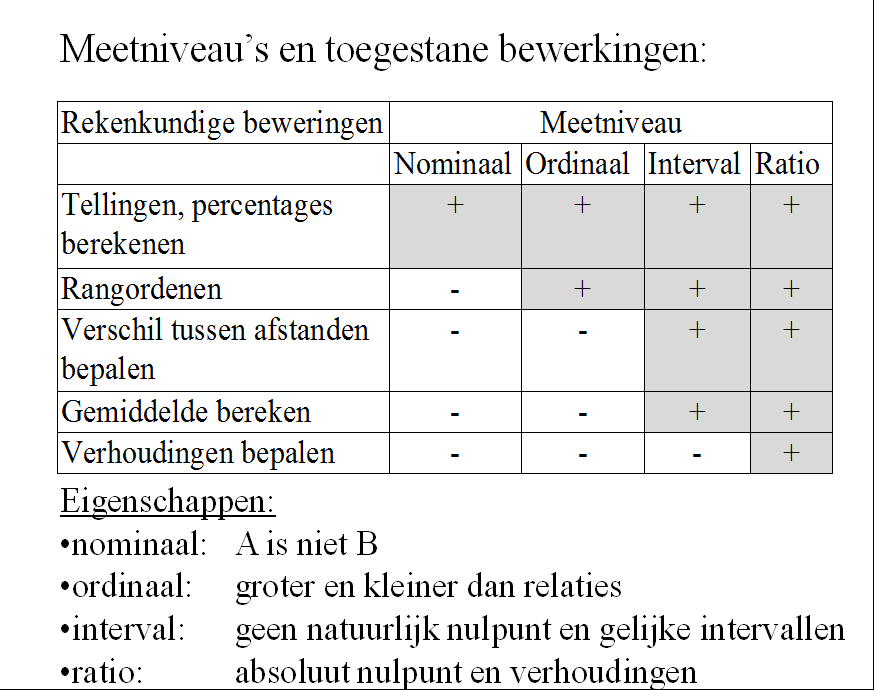 Meetniveau’s en toegestane bewerkingen:
Rekenkundige beweringen Meetniveau
Nominaal Ordinaal Interval Ratio
Tellingen, percentages + + + +
berekenen
Rangordenen - + + +
Verschil tussen afstanden - - + +
bepalen
Gemiddelde bereken - - + +
Verhoudingen bepalen - - - +
Eigenschappen:
•nominaal: A is niet B
•ordinaal: groter en kleiner dan relaties
•interval: geen natuurlijk nulpunt en gelijke intervallen
•ratio: absoluut nulpunt en verhoudingen